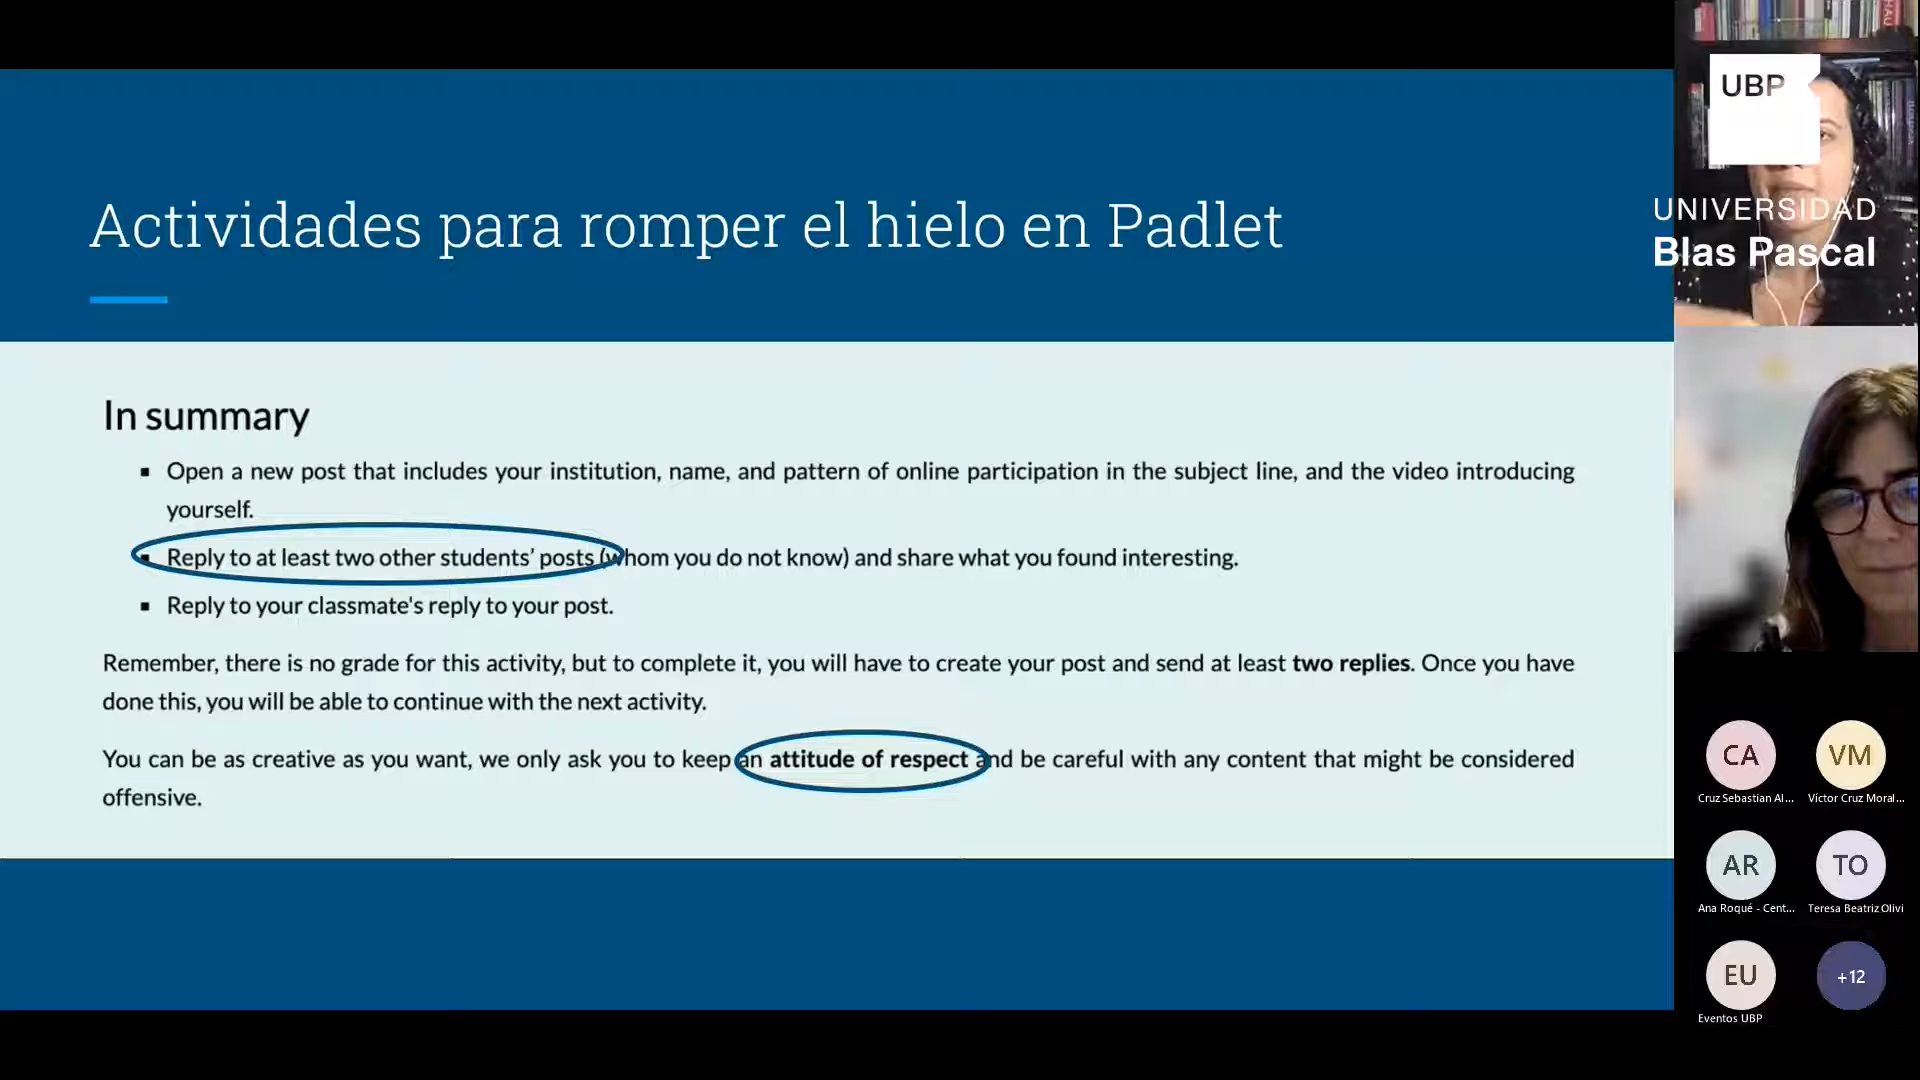 Actividades para romper el hielo en Padlet
In summary
▪ Open a new post that includes your institution, name, and pattern of online participation in the subject line, and the video introducing
yourself.
▪ Reply to at least two other students’ posts (whom you do not know) and share what you found interesting.
▪ Reply to your classmate's reply to your post.
Remember, there is no grade for this activity, but to complete it, you will have to create your post and send at least two replies. Once you have
done this, you will be able to continue with the next activity.
You can be as creative as you want, we only ask you to keep an attitude of respect and be careful with any content that might be considered
offensive.
UBP
UNIVERSIDAD
Blas Pascal
CA
Cruz Sebastian Al...
VM
Víctor Cruz Moral...
AR
Ana Roqué - Cent...
TO
Teresa Beatriz Olivi
EU
Eventos UBP
+12